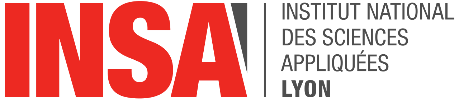 INSA
INSTITUT NATIONAL
DES SCIENCES
APPLIQUÉES
LYON